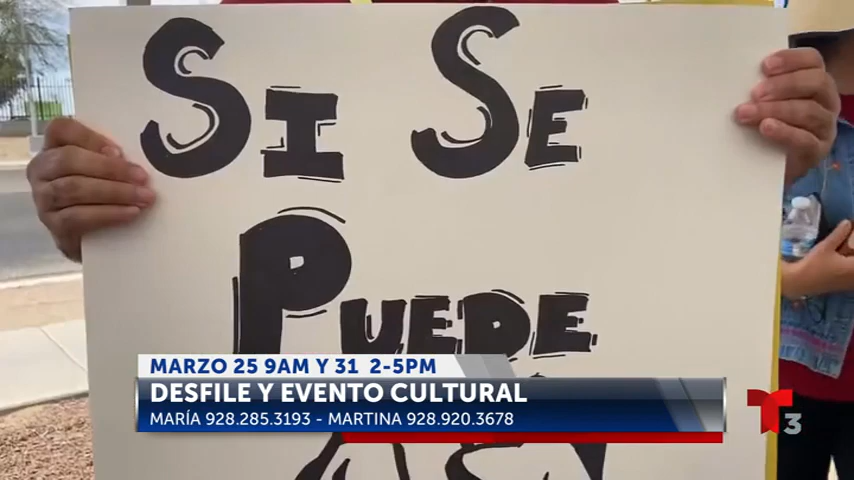 SI SE
PUEDE
MARZO 25 9AM Y 31 2-5PM
DESFILE Y EVENTO CULTURAL
MARÍA 928.285.3193 - MARTINA 928.920.3678
T3